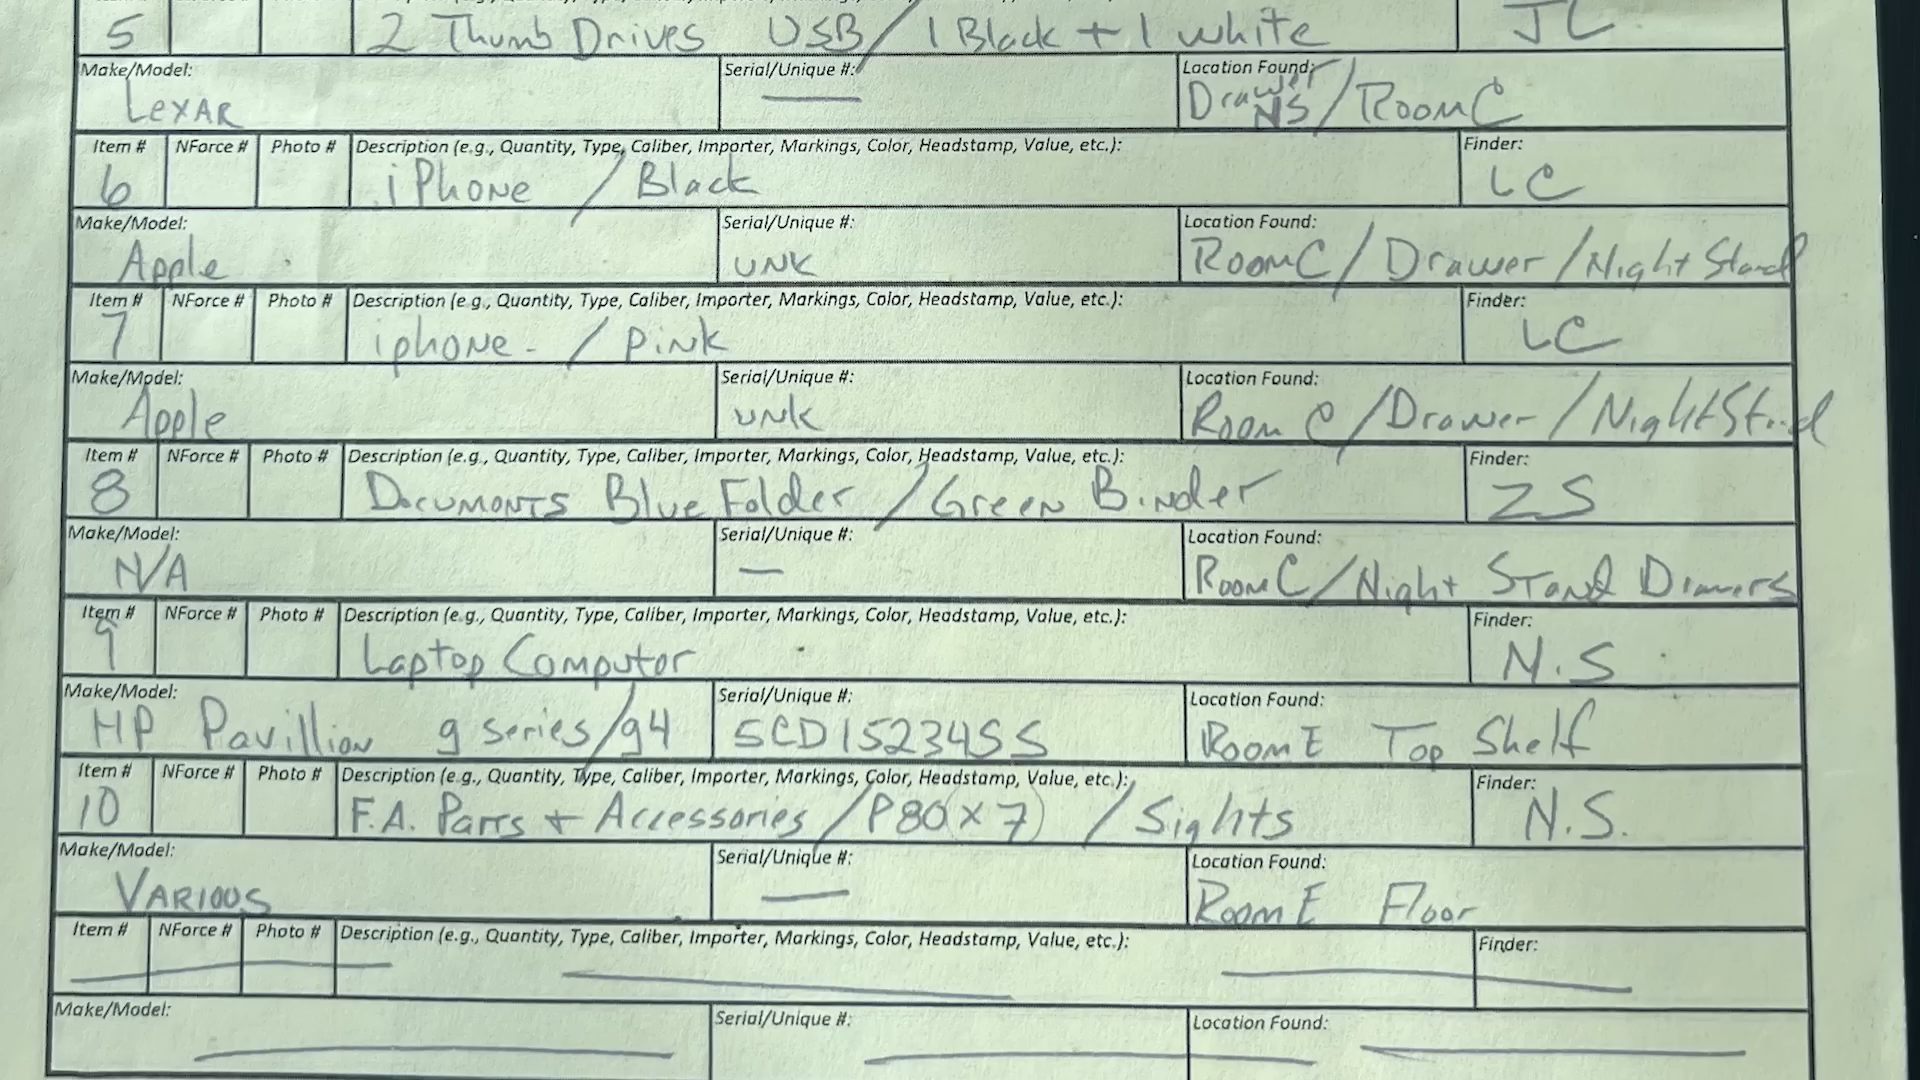 5 2 Thumb Drives USB / 1 Black + 1 white JC
Make/Model: Serial/Unique #: Location Found:
LEXAR — Drawer NS / Room C
Item # NForce # Photo # Description (e.g., Quantity, Type, Caliber, Importer, Markings, Color, Headstamp, Value, etc.): Finder:
6 iPhone / Black LC
Make/Model: Serial/Unique #: Location Found:
Apple UNK Room C / Drawer / Night Stand
Item # NForce # Photo # Description (e.g., Quantity, Type, Caliber, Importer, Markings, Color, Headstamp, Value, etc.): Finder:
7 iphone - / Pink LC
Make/Model: Serial/Unique #: Location Found:
Apple UNK Room C / Drawer / Night Stand
Item # NForce # Photo # Description (e.g., Quantity, Type, Caliber, Importer, Markings, Color, Headstamp, Value, etc.): Finder:
8 Documents Blue Folder / Green Binder ZS
Make/Model: Serial/Unique #: Location Found:
N/A — Room C / Night Stand Drawers
Item # NForce # Photo # Description (e.g., Quantity, Type, Caliber, Importer, Markings, Color, Headstamp, Value, etc.): Finder:
9 Laptop Computor N.S
Make/Model: Serial/Unique #: Location Found:
HP Pavillion g series / g4 5CD15234SS Room E Top Shelf
Item # NForce # Photo # Description (e.g., Quantity, Type, Caliber, Importer, Markings, Color, Headstamp, Value, etc.): Finder:
10 F.A. Parts + Accessories / P80 (x7) / Sights N.S.
Make/Model: Serial/Unique #: Location Found:
VARIOUS — Room E Floor
Item # NForce # Photo # Description (e.g., Quantity, Type, Caliber, Importer, Markings, Color, Headstamp, Value, etc.): Finder:
Make/Model: Serial/Unique #: Location Found: